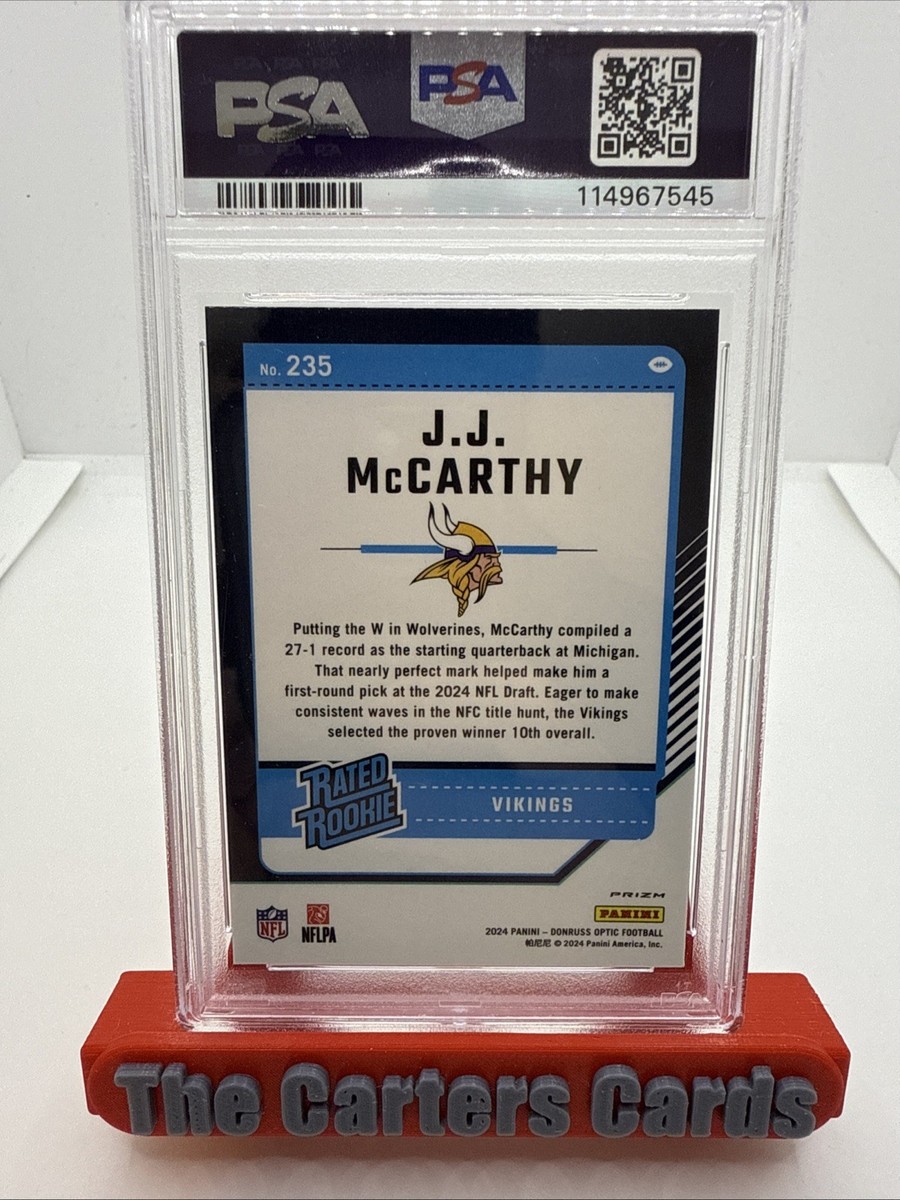 PSA PSA
114967545
No. 235
J.J.
McCARTHY
Putting the W in Wolverines, McCarthy compiled a
27-1 record as the starting quarterback at Michigan.
That nearly perfect mark helped make him a
first-round pick at the 2024 NFL Draft. Eager to make
consistent waves in the NFC title hunt, the Vikings
selected the proven winner 10th overall.
RATED
ROOKIE
VIKINGS
PRIZM
PANINI
NFL NFLPA
2024 PANINI – DONRUSS OPTIC FOOTBALL
帕尼尼 © 2024 Panini America, Inc.
The Carters Cards